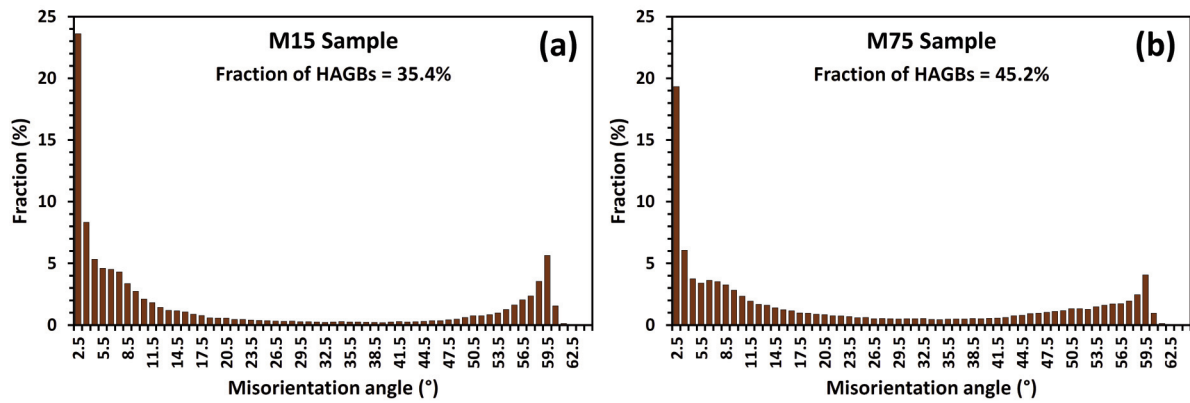 M15 Sample
(a)
Fraction of HAGBs = 35.4%
Fraction (%)
25
20
15
10
5
0
2.5 5.5 8.5 11.5 14.5 17.5 20.5 23.5 26.5 29.5 32.5 35.5 38.5 41.5 44.5 47.5 50.5 53.5 56.5 59.5 62.5
Misorientation angle (°)
M75 Sample
(b)
Fraction of HAGBs = 45.2%
Fraction (%)
25
20
15
10
5
0
2.5 5.5 8.5 11.5 14.5 17.5 20.5 23.5 26.5 29.5 32.5 35.5 38.5 41.5 44.5 47.5 50.5 53.5 56.5 59.5 62.5
Misorientation angle (°)